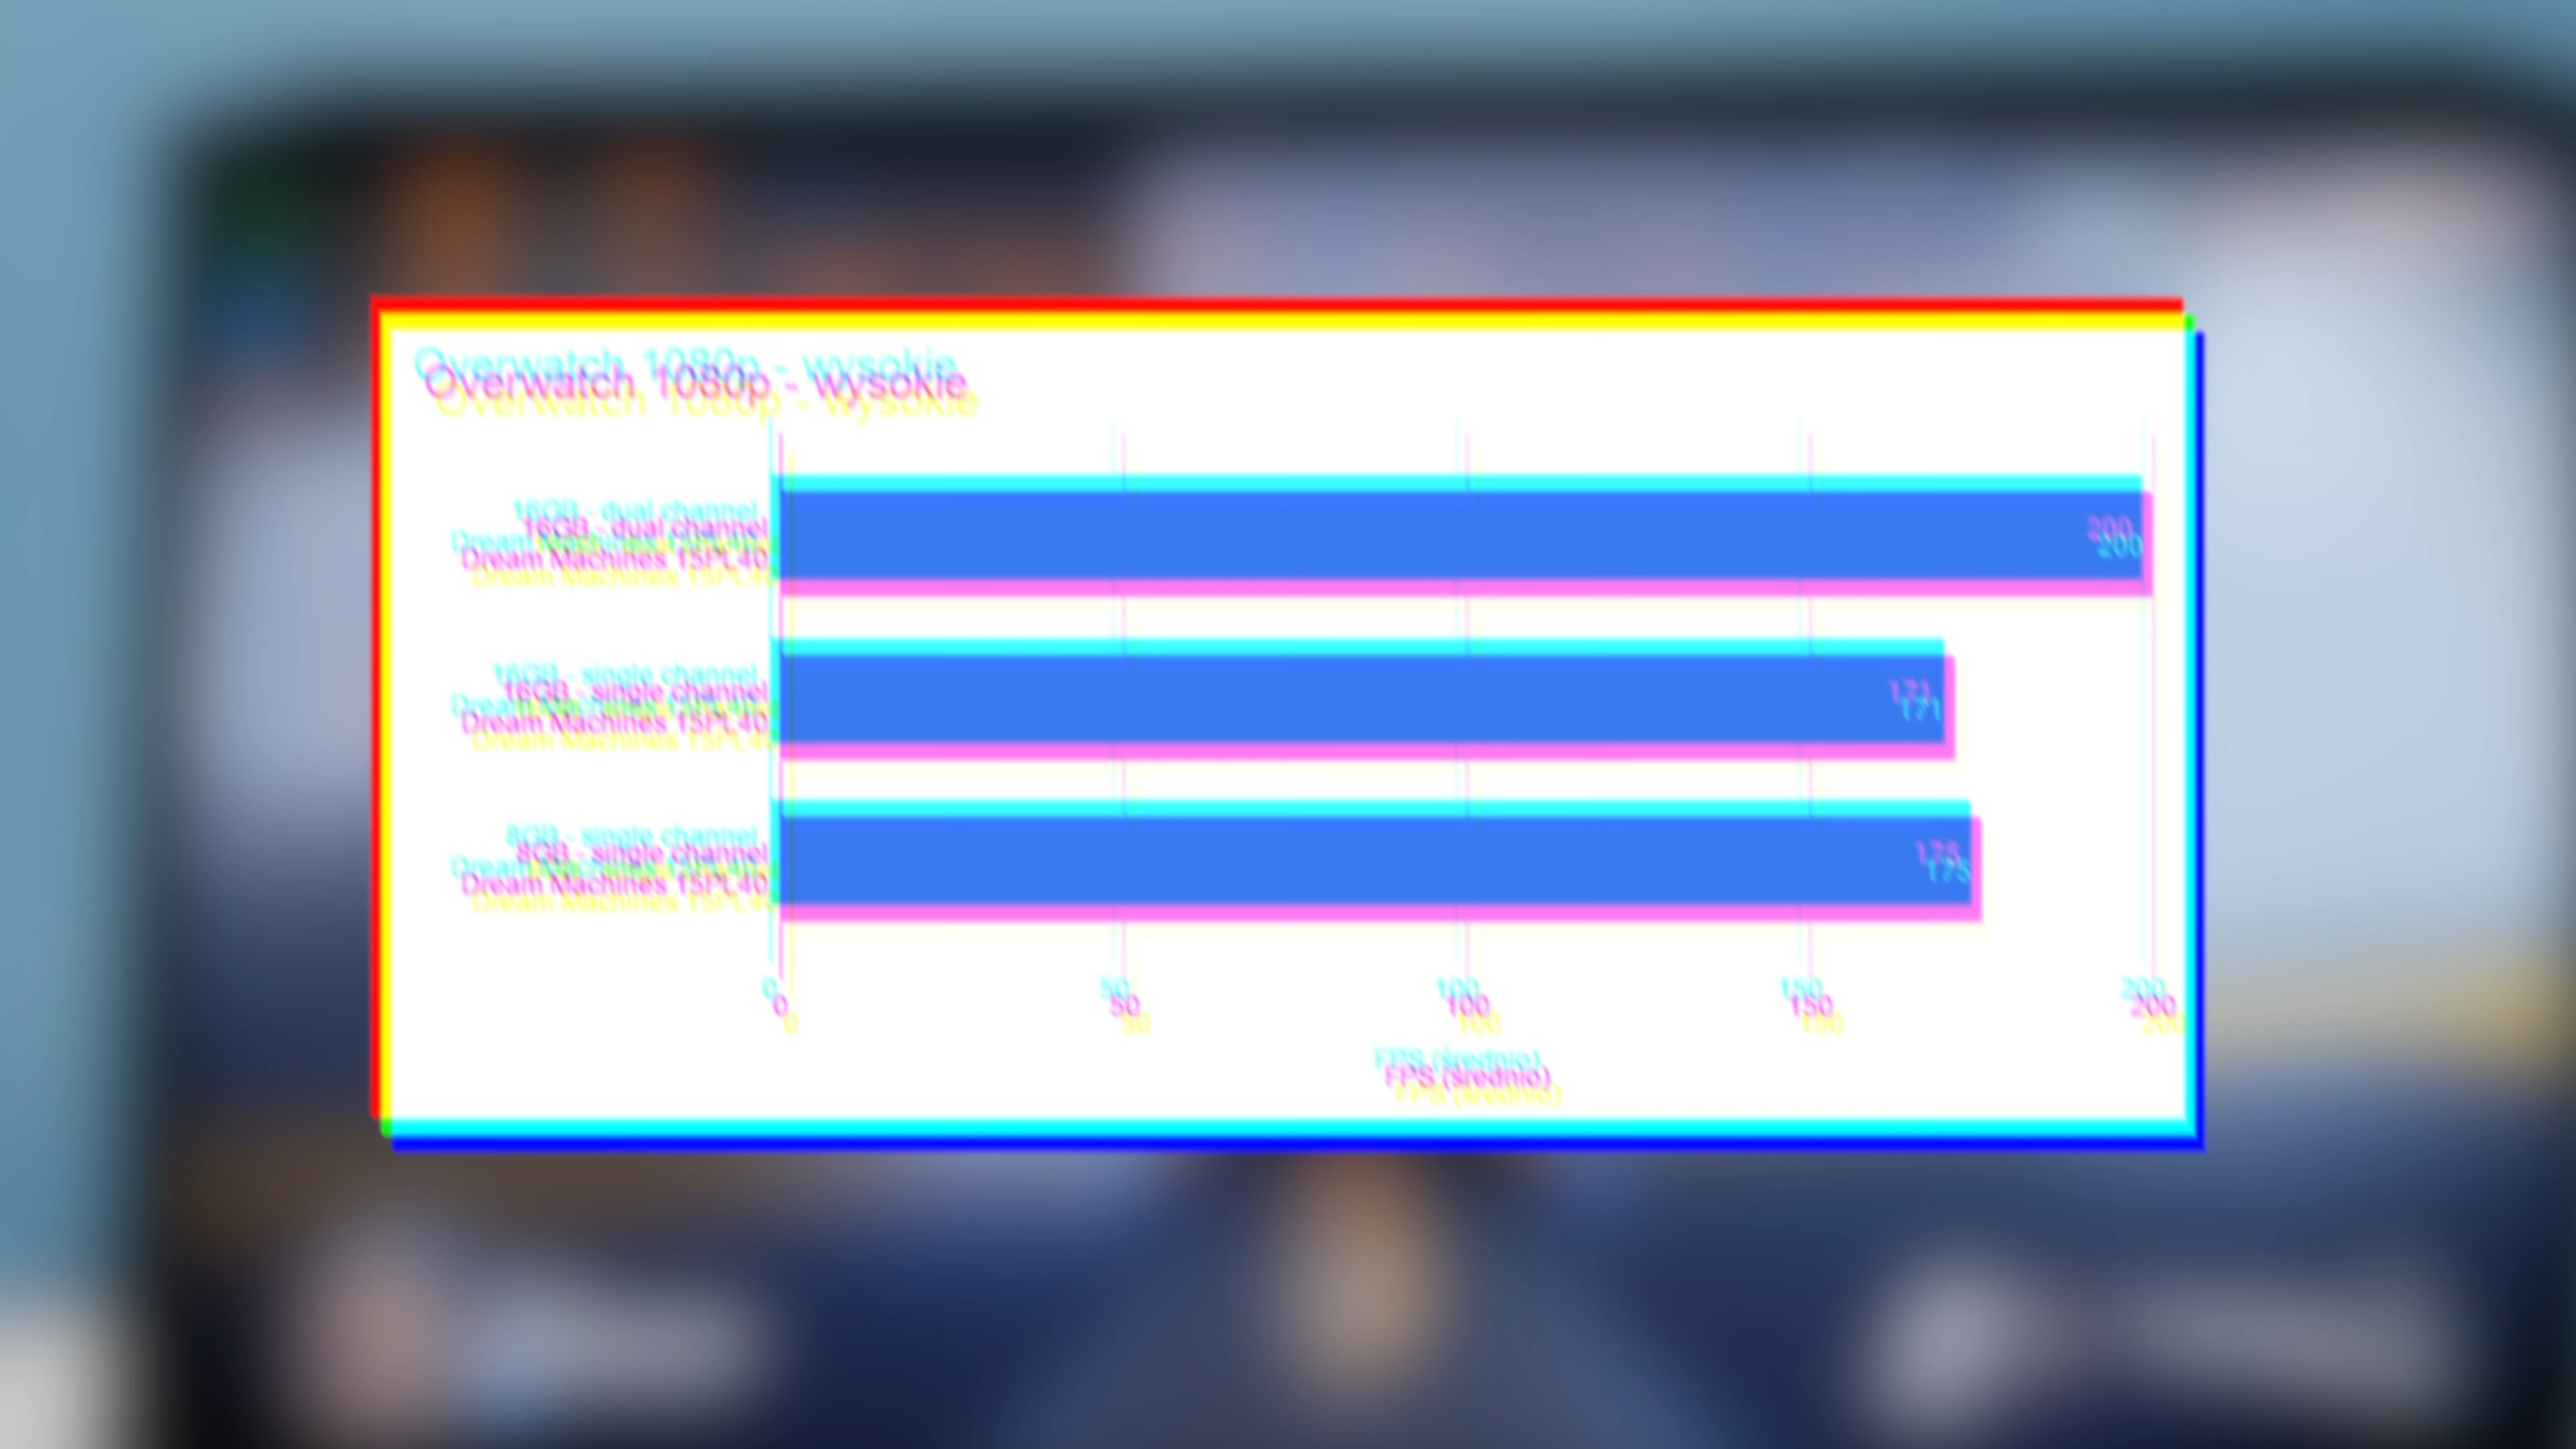 Overwatch 1080p - wysokie
16GB - dual channel
Dream Machines 15PL40
200
16GB - single channel
Dream Machines 15PL40
171
8GB - single channel
Dream Machines 15PL40
175
0 50 100 150 200
FPS (średnio)